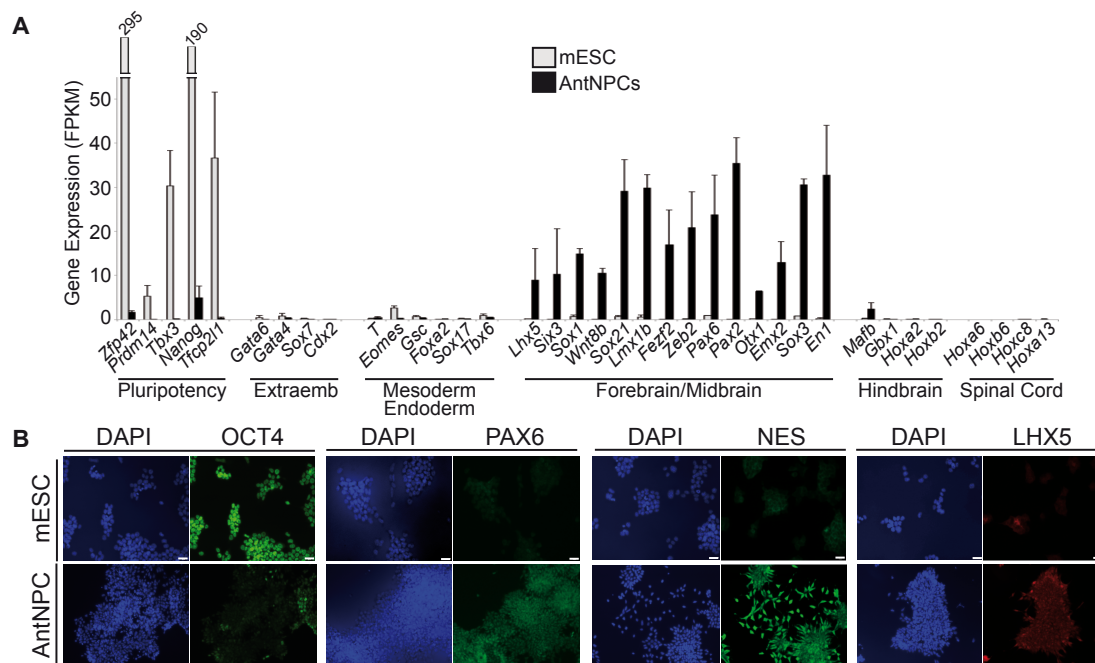 A
295
190
mESC
AntNPCs
Gene Expression (FPKM)
50
40
30
20
10
0
Zfp42 Prdm14 Tbx3 Nanog Tfcp2l1 Gata6 Gata4 Sox7 Cdx2 T Eomes Gsc Foxa2 Sox17 Tbx6 Lhx5 Six3 Sox1 Wnt8b Sox21 Lmx1b Fezf2 Zeb2 Pax6 Pax2 Otx1 Emx2 Sox3 En1 Mafb Gbx1 Hoxa2 Hoxb2 Hoxa6 Hoxb6 Hoxc8 Hoxa13
Pluripotency Extraemb Mesoderm Forebrain/Midbrain Hindbrain Spinal Cord
Endoderm
B
DAPI OCT4 DAPI PAX6 DAPI NES DAPI LHX5
mESC
AntNPC